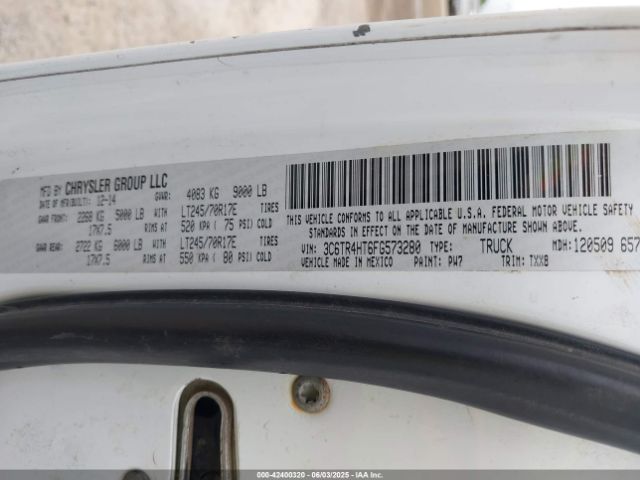 MFD BY CHRYSLER GROUP LLC
DATE OF MFR(BUILT): 12-14 GVWR: 4083 KG 9000 LB
GAWR FRONT: 2268 KG 5000 LB WITH LT245/70R17E TIRES
17X7.5 RIMS AT 520 KPA ( 75 PSI) COLD
GAWR REAR: 2722 KG 6000 LB WITH LT245/70R17E TIRES
17X7.5 RIMS AT 550 KPA ( 80 PSI) COLD
THIS VEHICLE CONFORMS TO ALL APPLICABLE U.S.A. FEDERAL MOTOR VEHICLE SAFETY
STANDARDS IN EFFECT ON THE DATE OF MANUFACTURE SHOWN ABOVE.
VIN: 3C6TR4HT6FG573280 TYPE: TRUCK MDH: 120509 657
VEHICLE MADE IN MEXICO PAINT: PW7 TRIM: TXX8
000-42400320 06/03/2025 - COPYRIGHT IAA, LLC